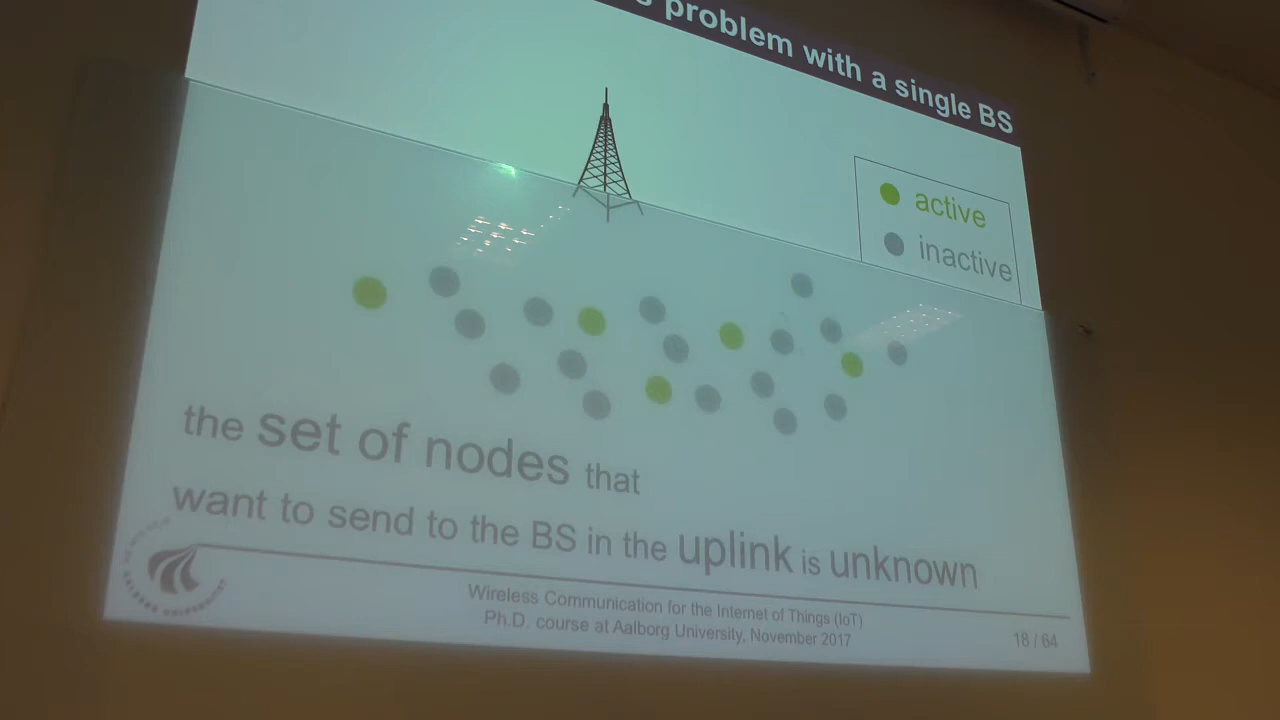 problem with a single BS
active
inactive
the set of nodes that
want to send to the BS in the uplink is unknown
Wireless Communication for the Internet of Things (IoT)
Ph.D. course at Aalborg University, November 2017
18 / 64